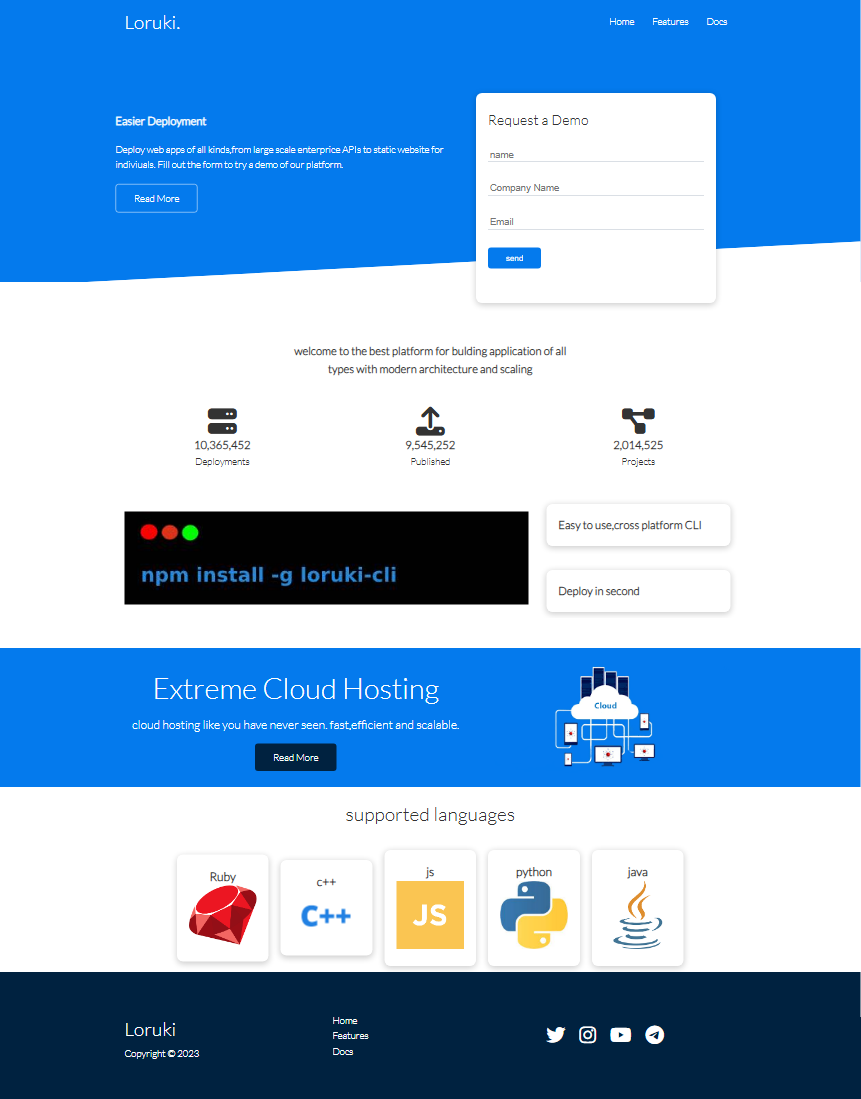 Loruki.
Home Features Docs
Easier Deployment
Deploy web apps of all kinds,from large scale enterprice APIs to static website for
indiviuals. Fill out the form to try a demo of our platform.
Read More
Request a Demo
name
Company Name
Email
send
welcome to the best platform for bulding application of all
types with modern architecture and scaling
10,365,452
Deployments
9,545,252
Published
2,014,525
Projects
npm install -g loruki-cli
Easy to use,cross platform CLI
Deploy in second
Extreme Cloud Hosting
cloud hosting like you have never seen. fast,efficient and scalable.
Read More
Cloud
supported languages
Ruby
c++
C++
js
JS
python
java
Loruki
Copyright © 2023
Home
Features
Docs